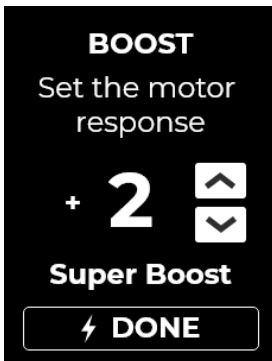 BOOST
Set the motor
response
+ 2
Super Boost
DONE